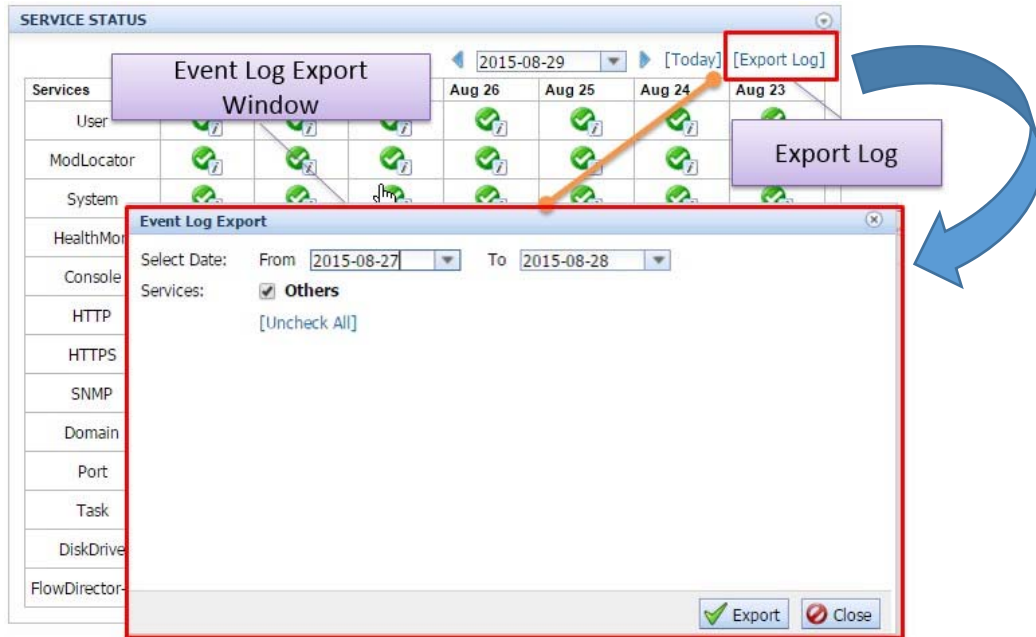 SERVICE STATUS
2015-08-29 [Today] [Export Log]
Event Log Export
Window
Services Aug 26 Aug 25 Aug 24 Aug 23
User
ModLocator
Export Log
System
Event Log Export
HealthMon
Select Date: From 2015-08-27 To 2015-08-28
Console
Services: Others
HTTP
[Uncheck All]
HTTPS
SNMP
Domain
Port
Task
DiskDrive
FlowDirector-
Export Close